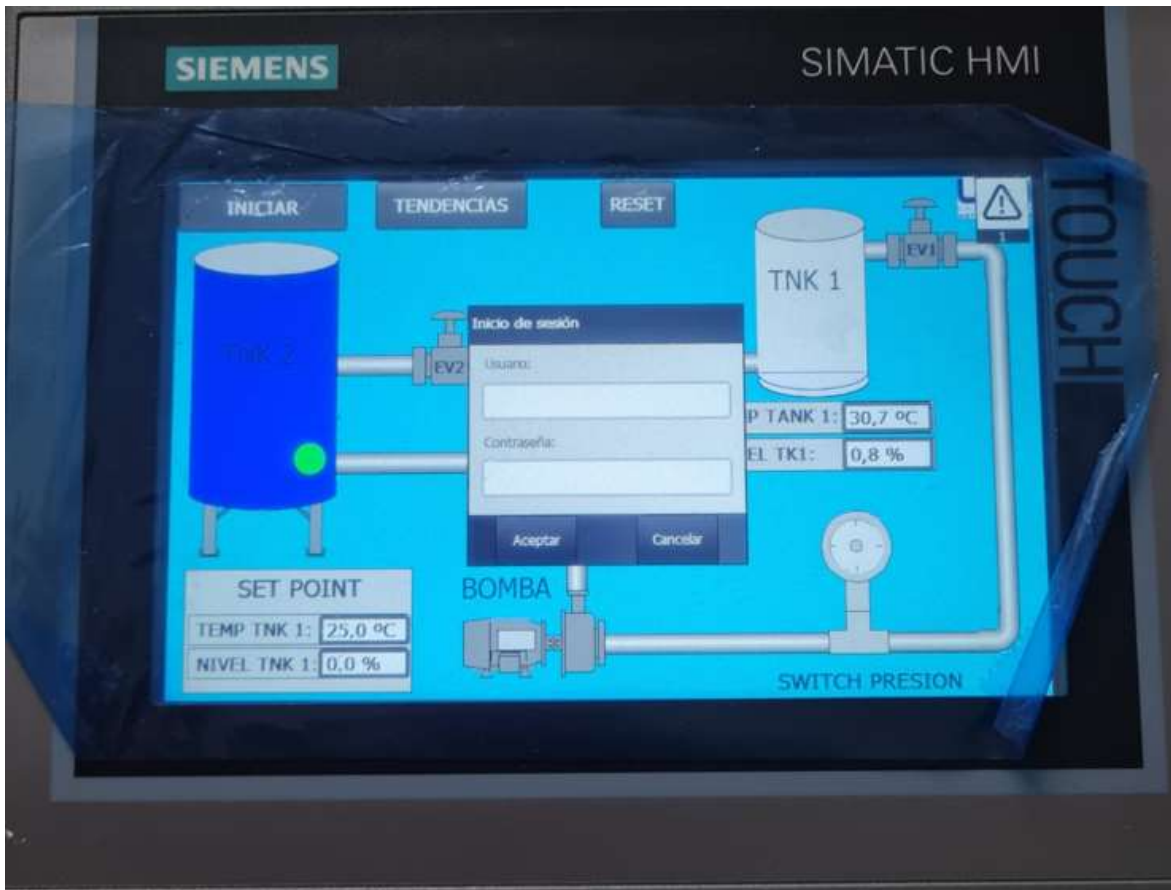 SIEMENS
SIMATIC HMI
TOUCH
INICIAR
TENDENCIAS
RESET
1
TNK 1
EV1
TNK 2
EV2
Inicio de sesión
Usuario:
Contraseña:
Aceptar
Cancelar
P TANK 1: 30,7 ºC
EL TK1: 0,8 %
SET POINT
TEMP TNK 1: 25,0 ºC
NIVEL TNK 1: 0,0 %
BOMBA
SWITCH PRESION